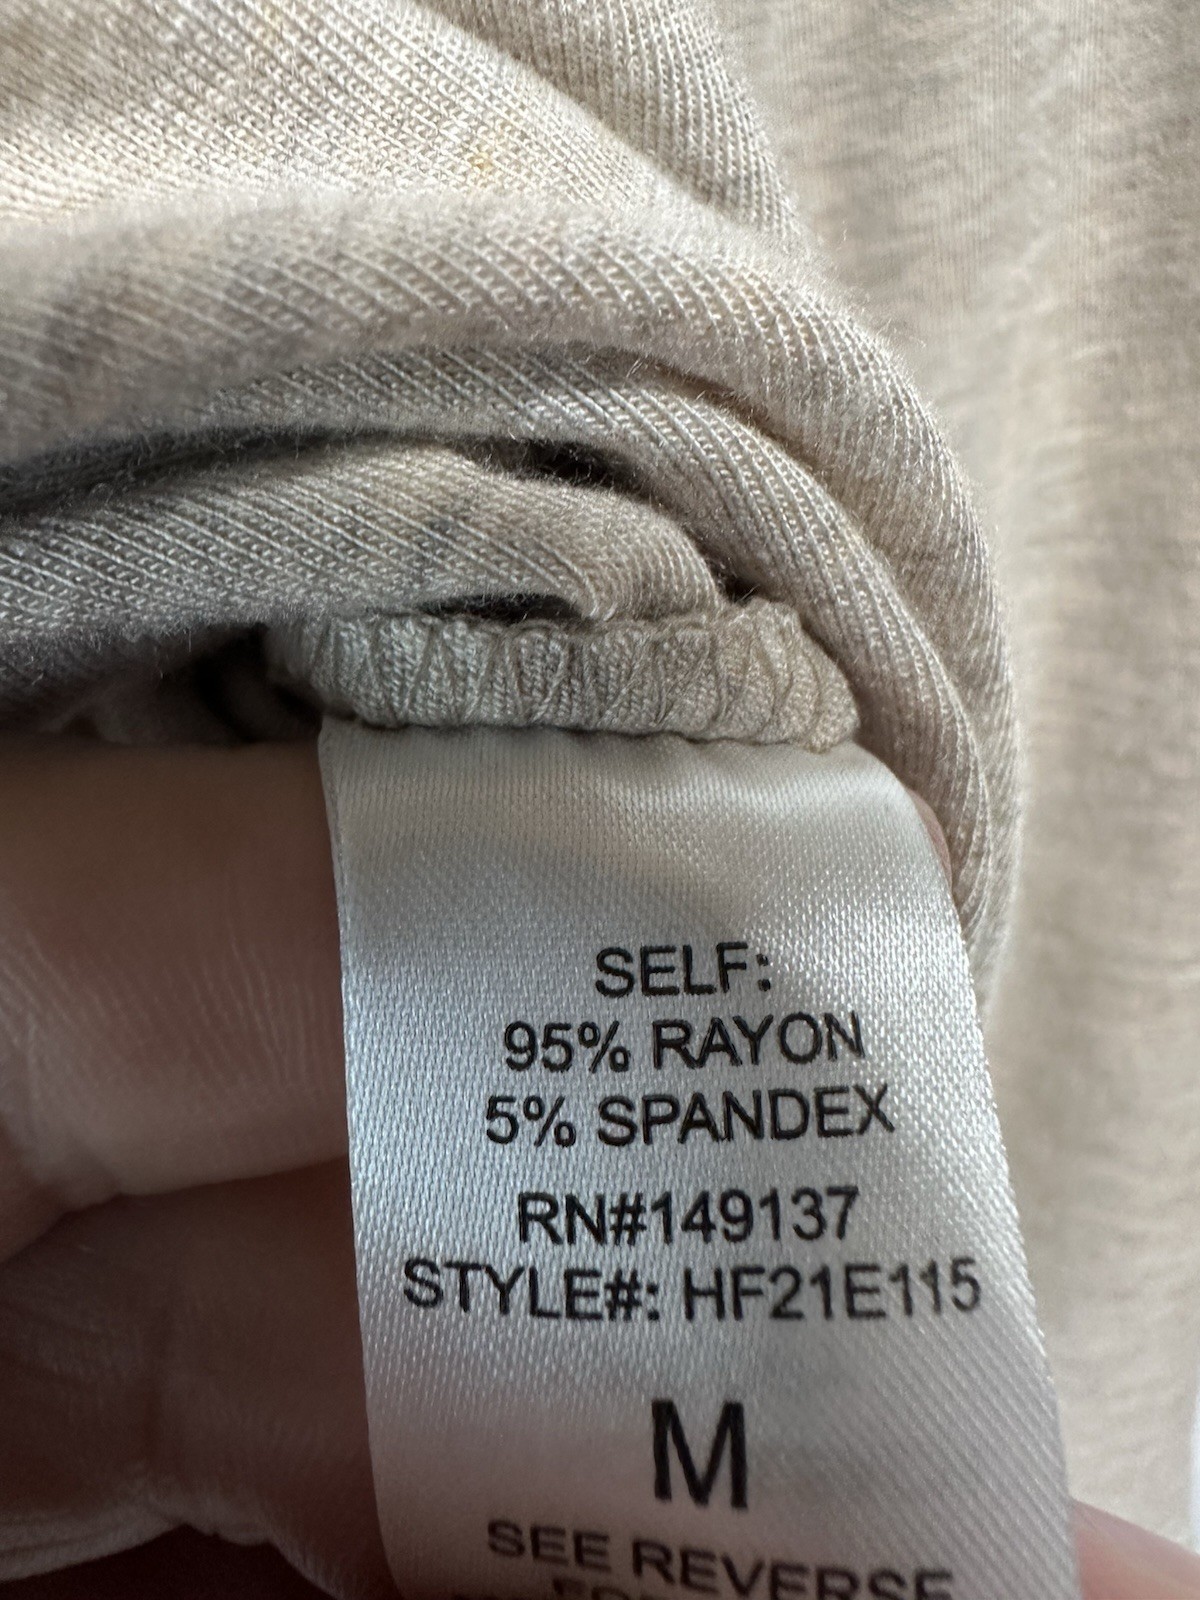 SELF:
95% RAYON
5% SPANDEX
RN#149137
STYLE#: HF21E115
M
SEE REVERSE